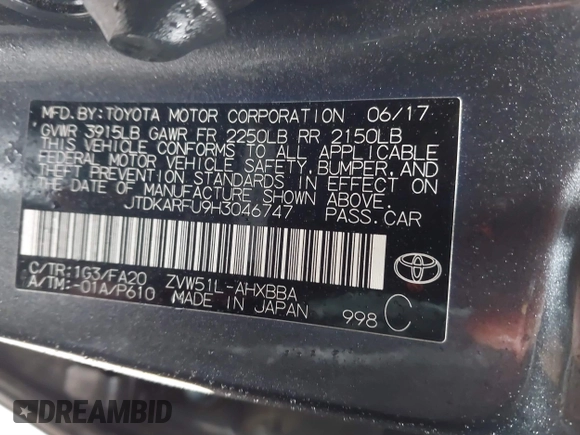 MFD.BY:TOYOTA MOTOR CORPORATION 06/17
GVWR 3915LB GAWR FR 2250LB RR 2150LB
THIS VEHICLE CONFORMS TO ALL APPLICABLE
FEDERAL MOTOR VEHICLE SAFETY, BUMPER, AND
THEFT PREVENTION STANDARDS IN EFFECT ON
THE DATE OF MANUFACTURE SHOWN ABOVE.
JTDKARFU9H3046747 PASS.CAR
C/TR:1G3/FA20 ZVW51L-AHXBBA
A/TM:-01A/P610 MADE IN JAPAN 998 C
DREAMBID